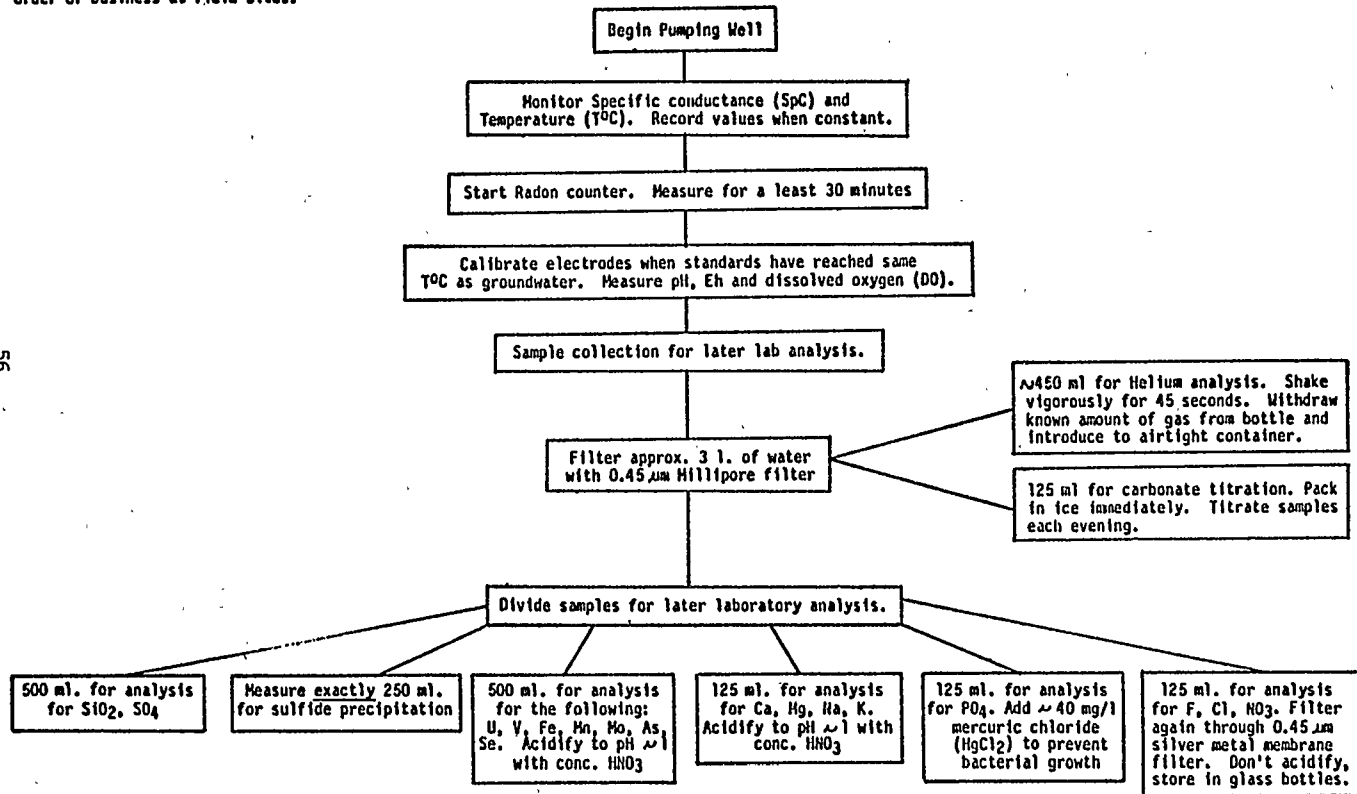 Begin Pumping Well
Monitor Specific conductance (SpC) and
Temperature (TºC). Record values when constant.
Start Radon counter. Measure for a least 30 minutes
Calibrate electrodes when standards have reached same
TºC as groundwater. Measure pH, Eh and dissolved oxygen (DO).
Sample collection for later lab analysis.
56
~450 ml for Helium analysis. Shake
vigorously for 45 seconds. Withdraw
known amount of gas from bottle and
introduce to airtight container.
Filter approx. 3 l. of water
with 0.45 µm Millipore filter
125 ml for carbonate titration. Pack
in ice immediately. Titrate samples
each evening.
Divide samples for later laboratory analysis.
500 ml. for analysis
for SiO2, SO4
Measure exactly 250 ml.
for sulfide precipitation
500 ml. for analysis
for the following:
U, V, Fe, Mn, Mo, As,
Se. Acidify to pH ~1
with conc. HNO3
125 ml. for analysis
for Ca, Mg, Na, K.
Acidify to pH ~1 with
conc. HNO3
125 ml. for analysis
for PO4. Add ~40 mg/l
mercuric chloride
(HgCl2) to prevent
bacterial growth
125 ml. for analysis
for F, Cl, NO3. Filter
again through 0.45 µm
silver metal membrane
filter. Don't acidify,
store in glass bottles.